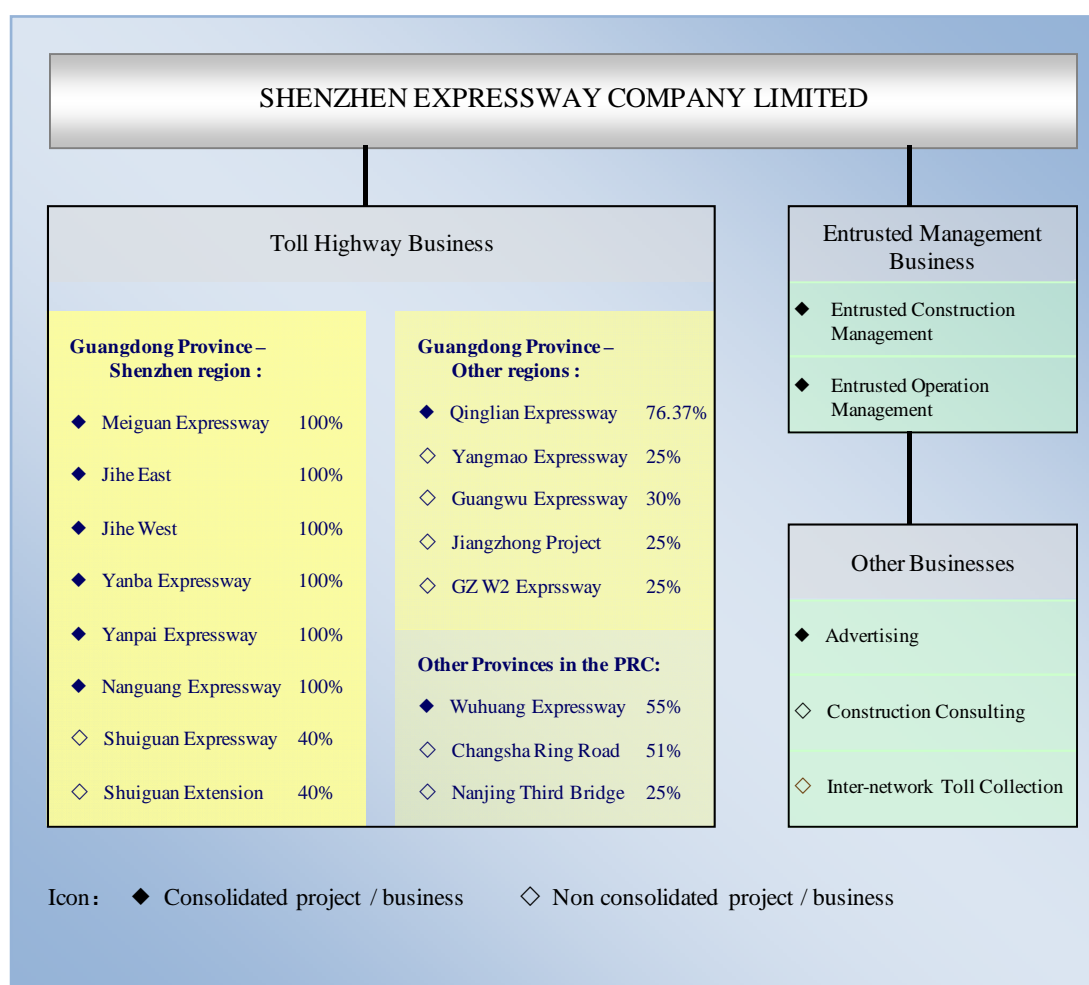 SHENZHEN EXPRESSWAY COMPANY LIMITED
Toll Highway Business
Guangdong Province –
Shenzhen region :
◆ Meiguan Expressway 100%
◆ Jihe East 100%
◆ Jihe West 100%
◆ Yanba Expressway 100%
◆ Yanpai Expressway 100%
◆ Nanguang Expressway 100%
◇ Shuiguan Expressway 40%
◇ Shuiguan Extension 40%
Guangdong Province –
Other regions :
◆ Qinglian Expressway 76.37%
◇ Yangmao Expressway 25%
◇ Guangwu Expressway 30%
◇ Jiangzhong Project 25%
◇ GZ W2 Exprssway 25%
Other Provinces in the PRC:
◆ Wuhuang Expressway 55%
◇ Changsha Ring Road 51%
◇ Nanjing Third Bridge 25%
Entrusted Management
Business
◆ Entrusted Construction
Management
◆ Entrusted Operation
Management
Other Businesses
◆ Advertising
◇ Construction Consulting
◇ Inter-network Toll Collection
Icon： ◆ Consolidated project / business ◇ Non consolidated project / business